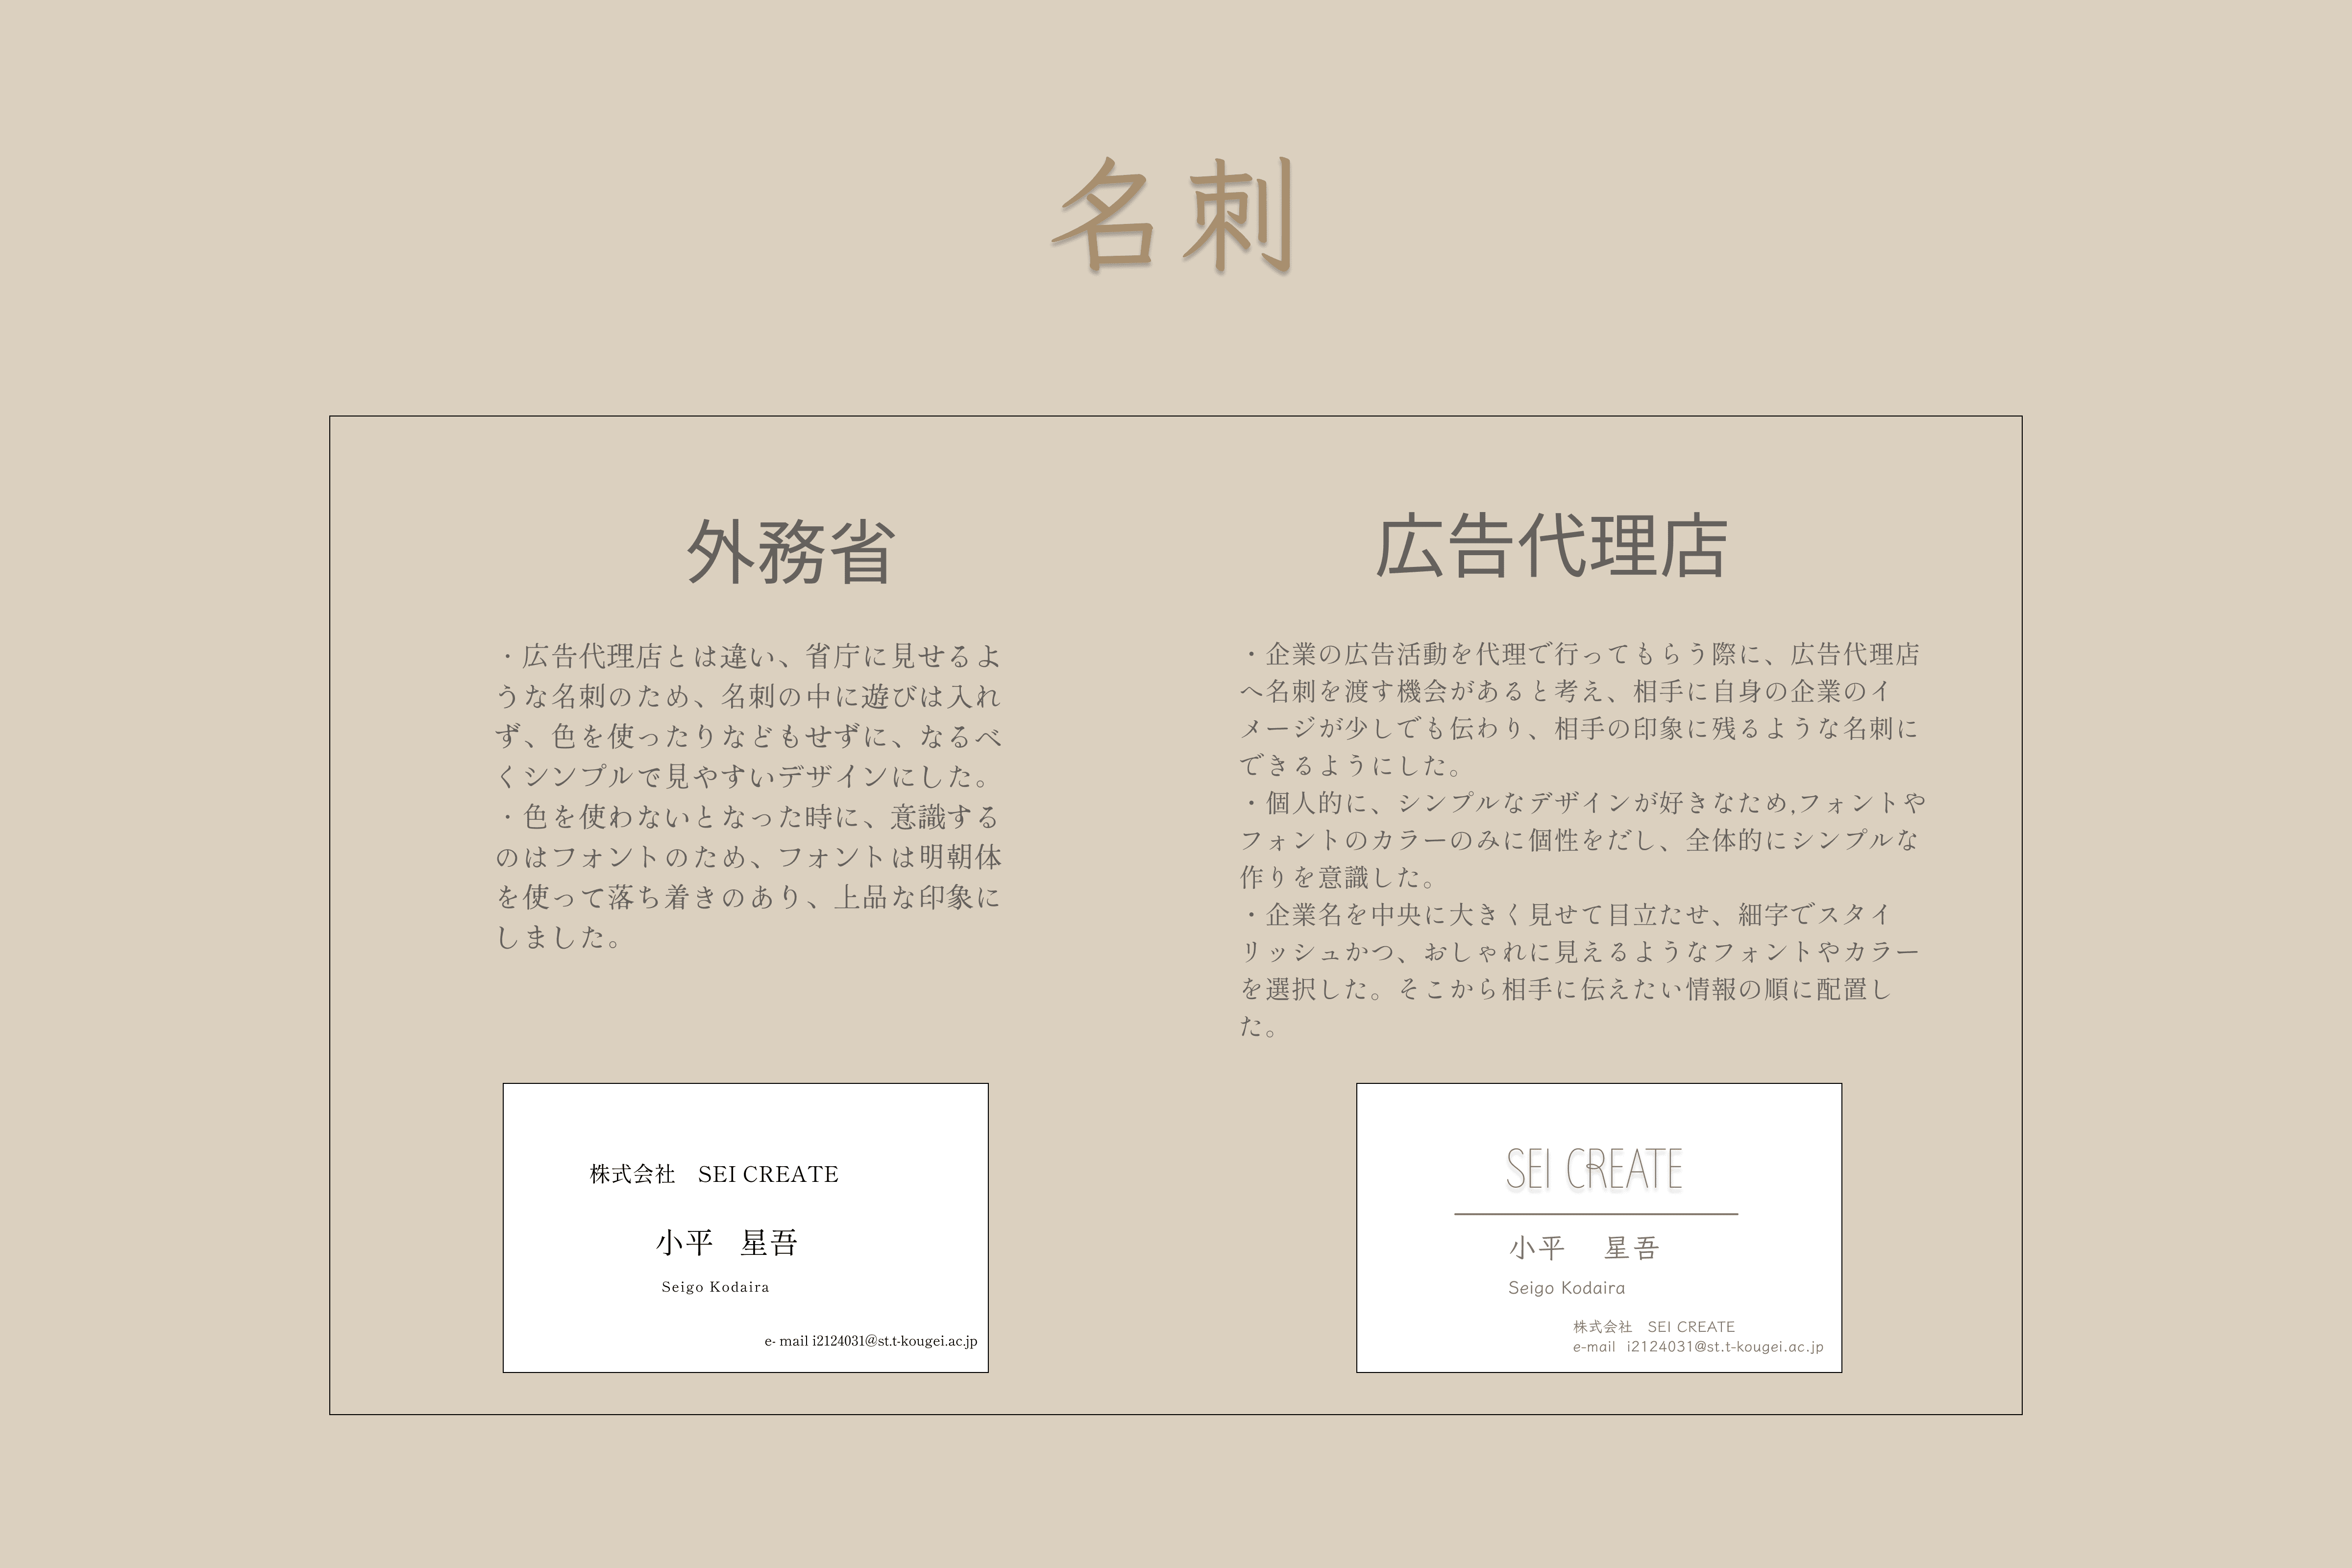 名刺
外務省
・広告代理店とは違い、省庁に見せるよ
うな名刺のため、名刺の中に遊びは入れ
ず、色を使ったりなどもせずに、なるべ
くシンプルで見やすいデザインにした。
・色を使わないとなった時に、意識する
のはフォントのため、フォントは明朝体
を使って落ち着きのあり、上品な印象に
しました。
株式会社　SEI CREATE
小平　星吾
Seigo Kodaira
e- mail i2124031@st.t-kougei.ac.jp
広告代理店
・企業の広告活動を代理で行ってもらう際に、広告代理店
へ名刺を渡す機会があると考え、相手に自身の企業のイ
メージが少しでも伝わり、相手の印象に残るような名刺に
できるようにした。
・個人的に、シンプルなデザインが好きなため,フォントや
フォントのカラーのみに個性をだし、全体的にシンプルな
作りを意識した。
・企業名を中央に大きく見せて目立たせ、細字でスタイ
リッシュかつ、おしゃれに見えるようなフォントやカラー
を選択した。そこから相手に伝えたい情報の順に配置し
た。
SEI CREATE
小平　星吾
Seigo Kodaira
株式会社　SEI CREATE
e-mail i2124031@st.t-kougei.ac.jp